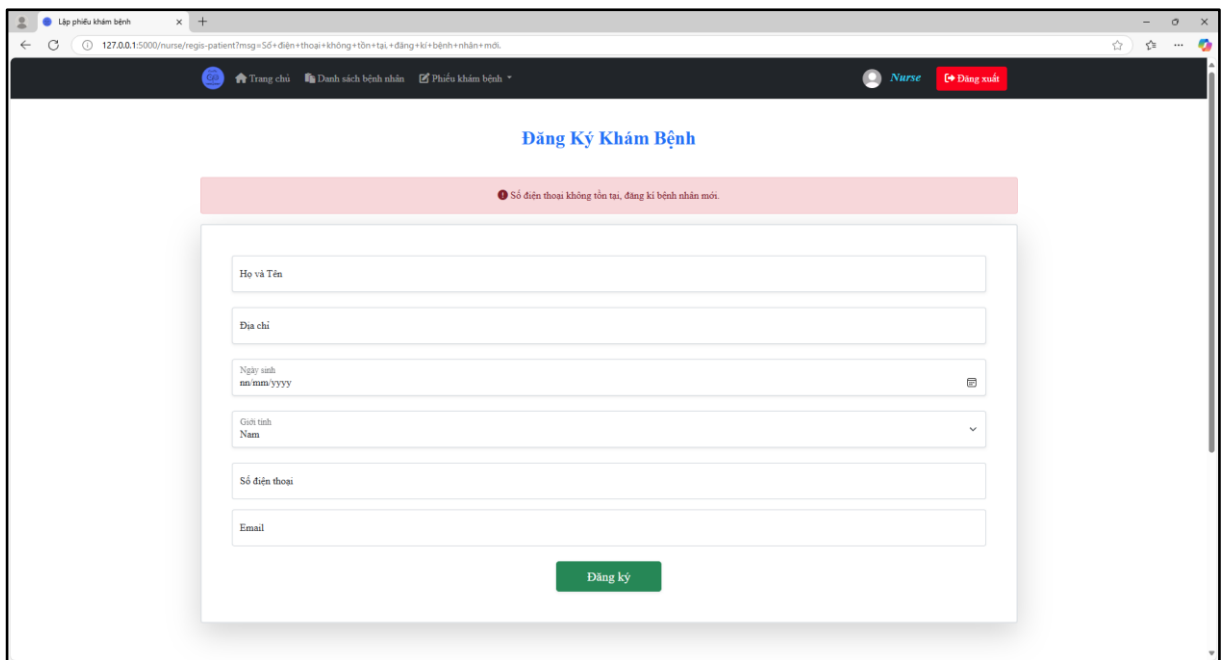 Lập phiếu khám bệnh
127.0.0.1:5000/nurse/regis-patient?msg=Số+điện+thoại+không+tồn+tại,+đăng+kí+bệnh+nhân+mới.
Trang chủ Danh sách bệnh nhân Phiếu khám bệnh Nurse Đăng xuất
Đăng Ký Khám Bệnh
Số điện thoại không tồn tại, đăng kí bệnh nhân mới.
Họ và Tên
Địa chỉ
Ngày sinh
nn/mm/yyyy
Giới tính
Nam
Số điện thoại
Email
Đăng ký